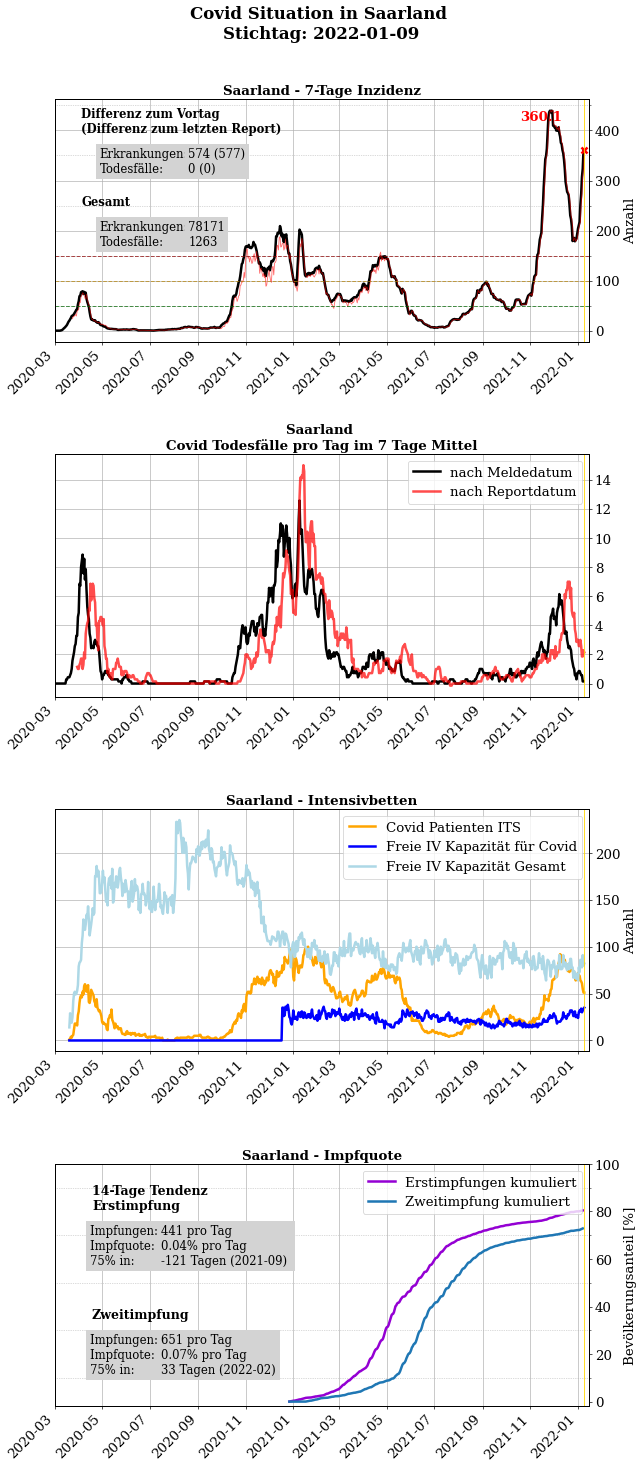 Covid Situation in Saarland
Stichtag: 2022-01-09
Saarland - 7-Tage Inzidenz
Differenz zum Vortag
(Differenz zum letzten Report)
Erkrankungen 574 (577)
Todesfälle: 0 (0)
Gesamt
Erkrankungen 78171
Todesfälle: 1263
360.1
400
300
200
100
0
Anzahl
2020-03
2020-05
2020-07
2020-09
2020-11
2021-01
2021-03
2021-05
2021-07
2021-09
2021-11
2022-01
Saarland
Covid Todesfälle pro Tag im 7 Tage Mittel
nach Meldedatum
nach Reportdatum
14
12
10
8
6
4
2
0
2020-03
2020-05
2020-07
2020-09
2020-11
2021-01
2021-03
2021-05
2021-07
2021-09
2021-11
2022-01
Saarland - Intensivbetten
Covid Patienten ITS
Freie IV Kapazität für Covid
Freie IV Kapazität Gesamt
200
150
100
50
0
Anzahl
2020-03
2020-05
2020-07
2020-09
2020-11
2021-01
2021-03
2021-05
2021-07
2021-09
2021-11
2022-01
Saarland - Impfquote
14-Tage Tendenz
Erstimpfung
Impfungen: 441 pro Tag
Impfquote: 0.04% pro Tag
75% in: -121 Tagen (2021-09)
Zweitimpfung
Impfungen: 651 pro Tag
Impfquote: 0.07% pro Tag
75% in: 33 Tagen (2022-02)
Erstimpfungen kumuliert
Zweitimpfung kumuliert
100
80
60
40
20
0
Bevölkerungsanteil [%]
2020-03
2020-05
2020-07
2020-09
2020-11
2021-01
2021-03
2021-05
2021-07
2021-09
2021-11
2022-01